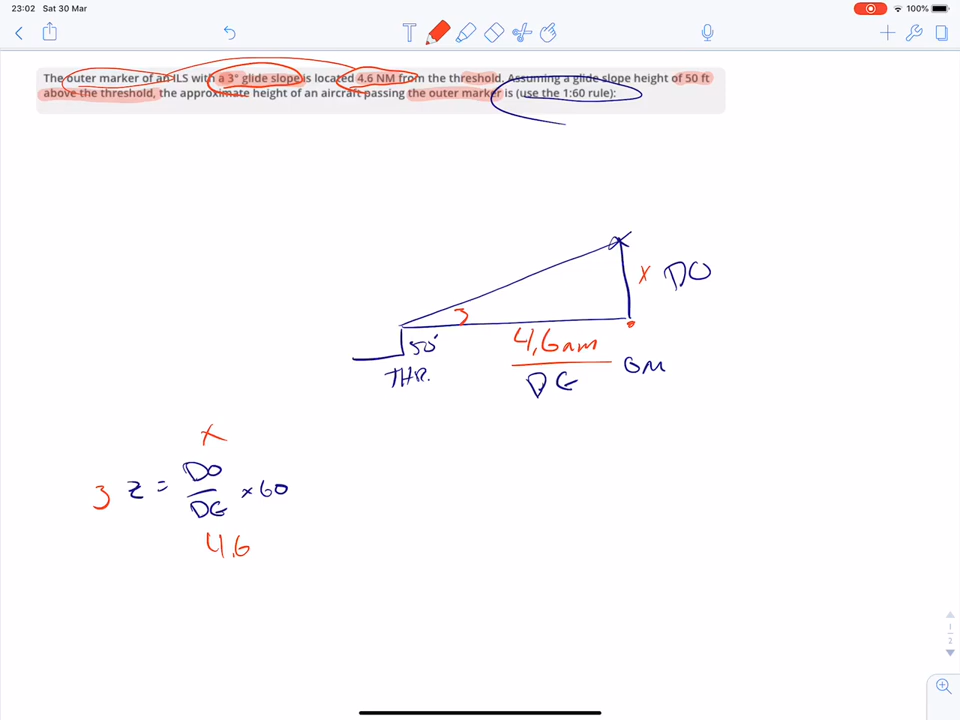 23:02 Sat 30 Mar
100%
T
The outer marker of an ILS with a 3° glide slope is located 4.6 NM from the threshold. Assuming a glide slope height of 50 ft
above the threshold, the approximate height of an aircraft passing the outer marker is (use the 1:60 rule):
x DO
3
50'
THR.
4,6nm
DG
OM
x
3 z = DO/DG × 60
4.6
1
2